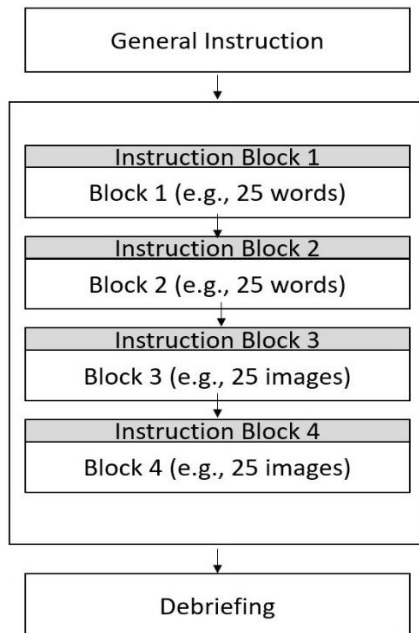 General Instruction
Instruction Block 1
Block 1 (e.g., 25 words)
Instruction Block 2
Block 2 (e.g., 25 words)
Instruction Block 3
Block 3 (e.g., 25 images)
Instruction Block 4
Block 4 (e.g., 25 images)
Debriefing